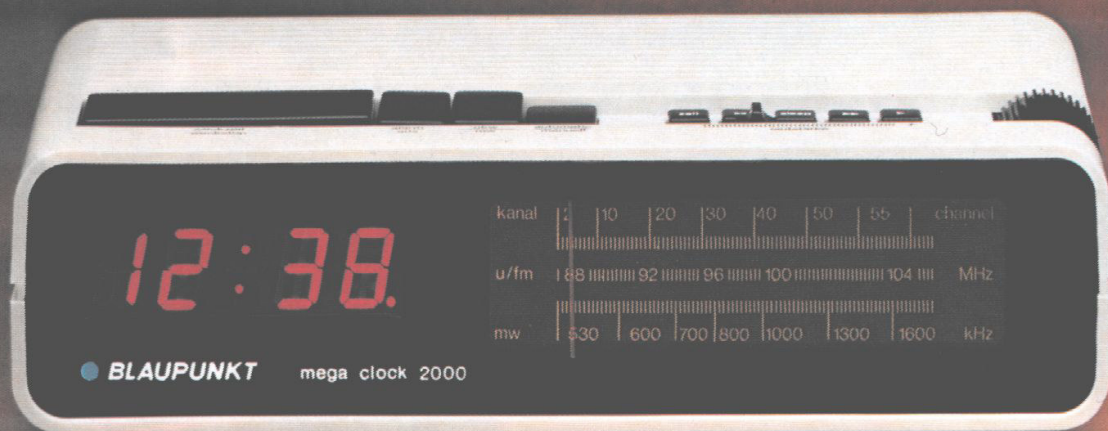 12:38.
kanal 2 10 20 30 40 50 55 channel
u/fm 88 92 96 100 104 MHz
mw 530 600 700 800 1000 1300 1600 kHz
BLAUPUNKT mega clock 2000